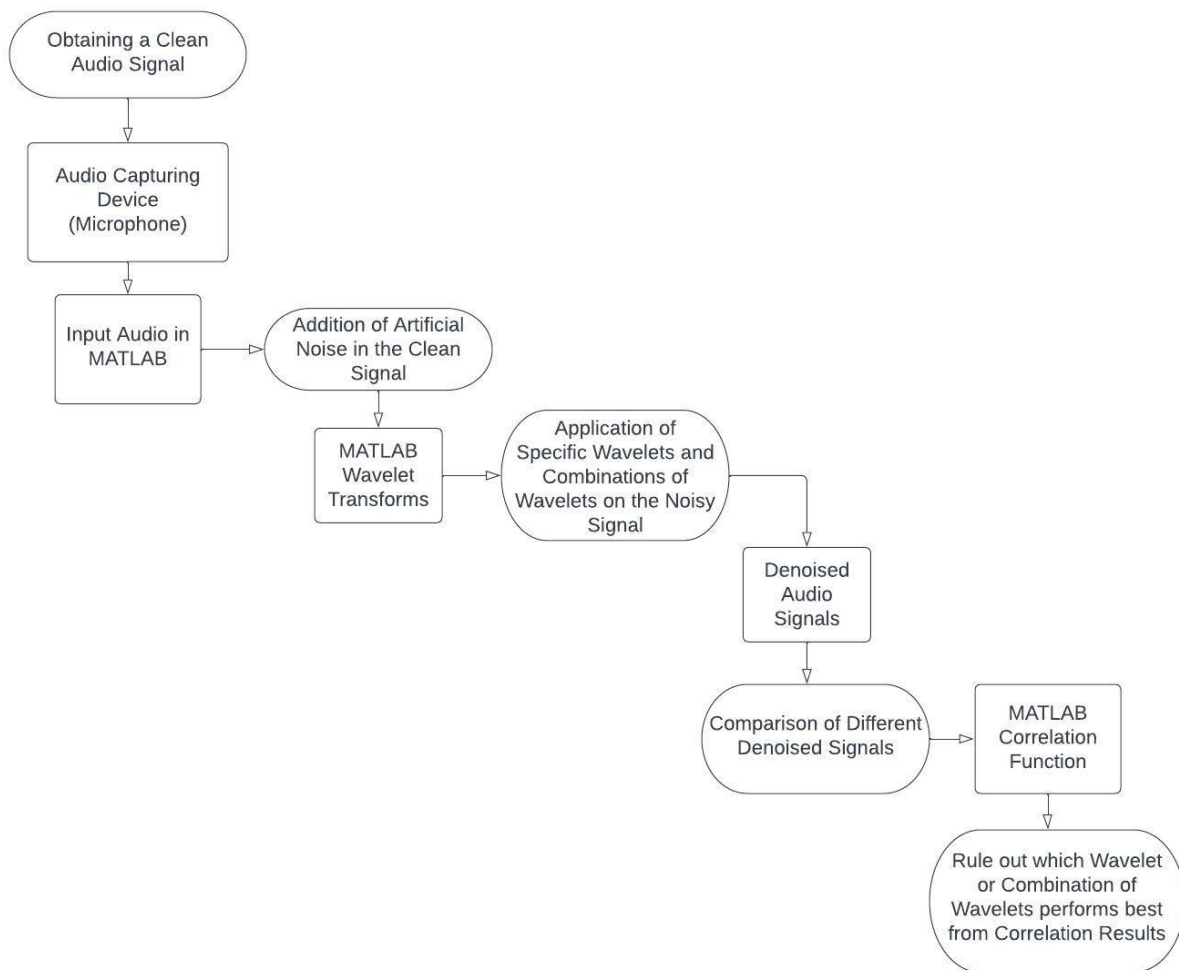 Obtaining a Clean
Audio Signal
Audio Capturing
Device
(Microphone)
Input Audio in
MATLAB
Addition of Artificial
Noise in the Clean
Signal
MATLAB
Wavelet
Transforms
Application of
Specific Wavelets and
Combinations of
Wavelets on the Noisy
Signal
Denoised
Audio
Signals
Comparison of Different
Denoised Signals
MATLAB
Correlation
Function
Rule out which Wavelet
or Combination of
Wavelets performs best
from Correlation Results